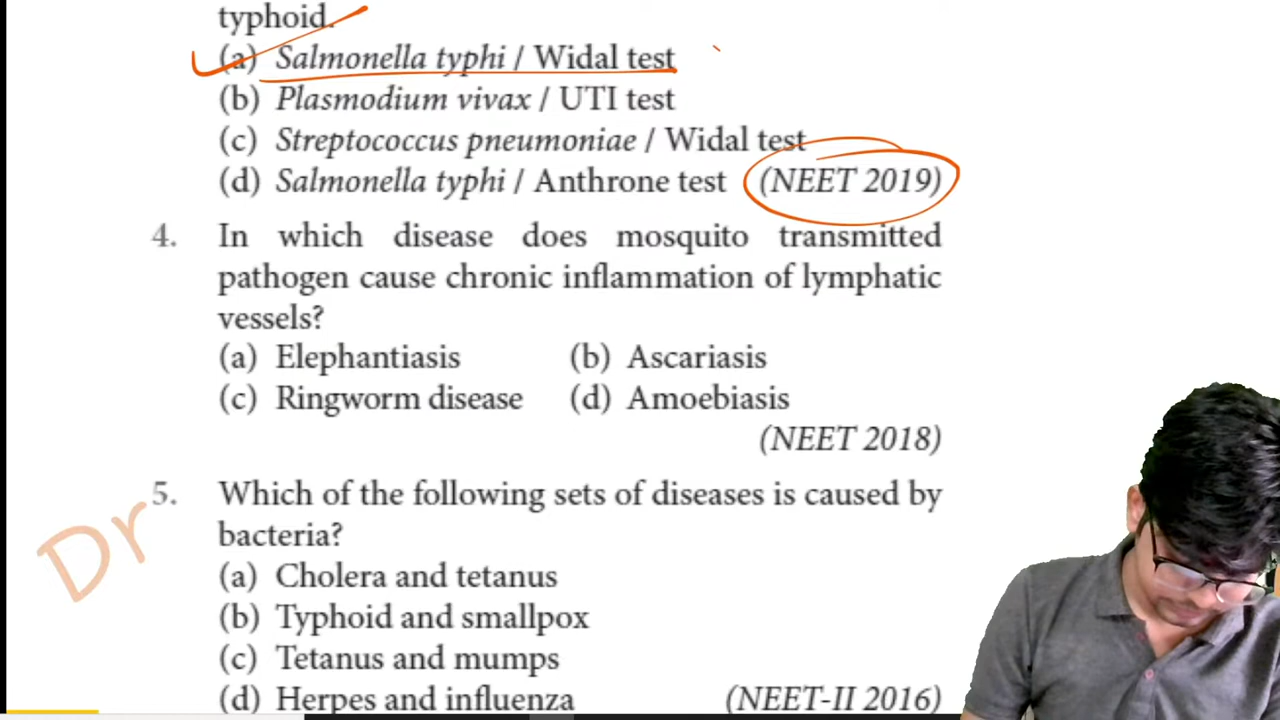 typhoid.
(a) Salmonella typhi / Widal test
(b) Plasmodium vivax / UTI test
(c) Streptococcus pneumoniae / Widal test
(d) Salmonella typhi / Anthrone test (NEET 2019)
4. In which disease does mosquito transmitted
pathogen cause chronic inflammation of lymphatic
vessels?
(a) Elephantiasis (b) Ascariasis
(c) Ringworm disease (d) Amoebiasis
(NEET 2018)
5. Which of the following sets of diseases is caused by
bacteria?
(a) Cholera and tetanus
(b) Typhoid and smallpox
(c) Tetanus and mumps
(d) Herpes and influenza (NEET-II 2016)
Dr